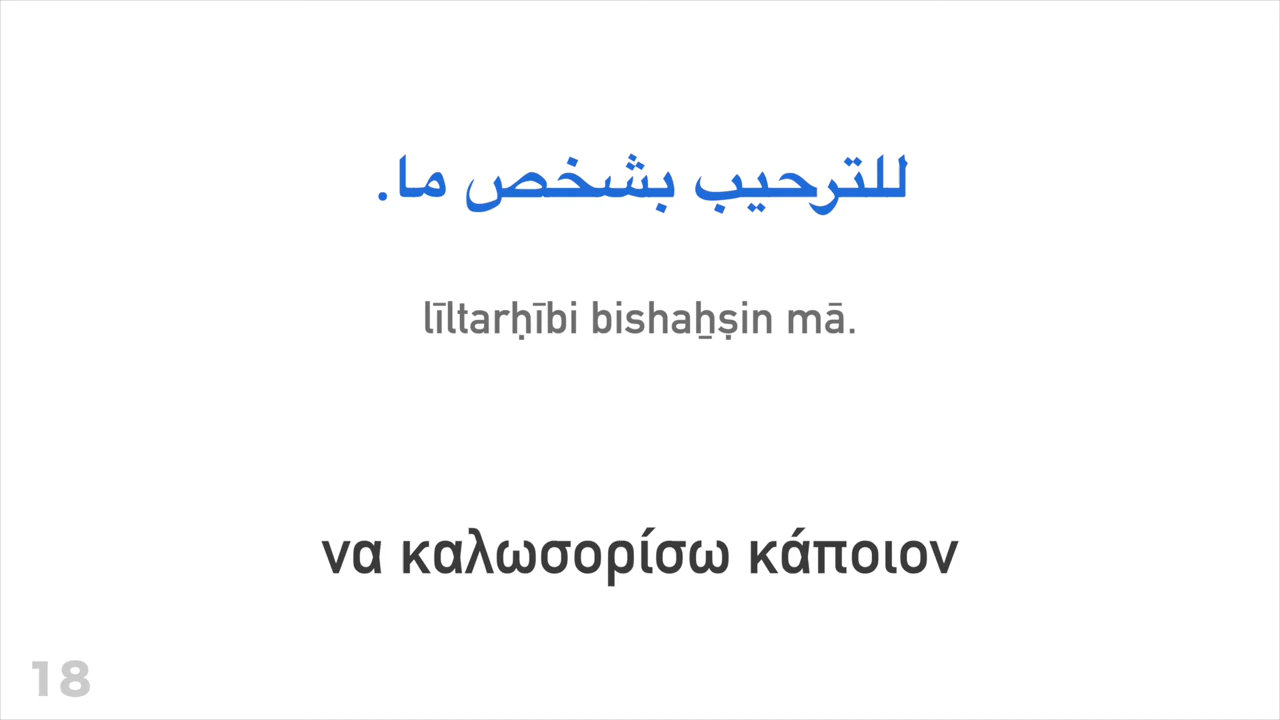 للترحيب بشخص ما.
līltarḥībi bishaẖṣin mā.
να καλωσορίσω κάποιον
18